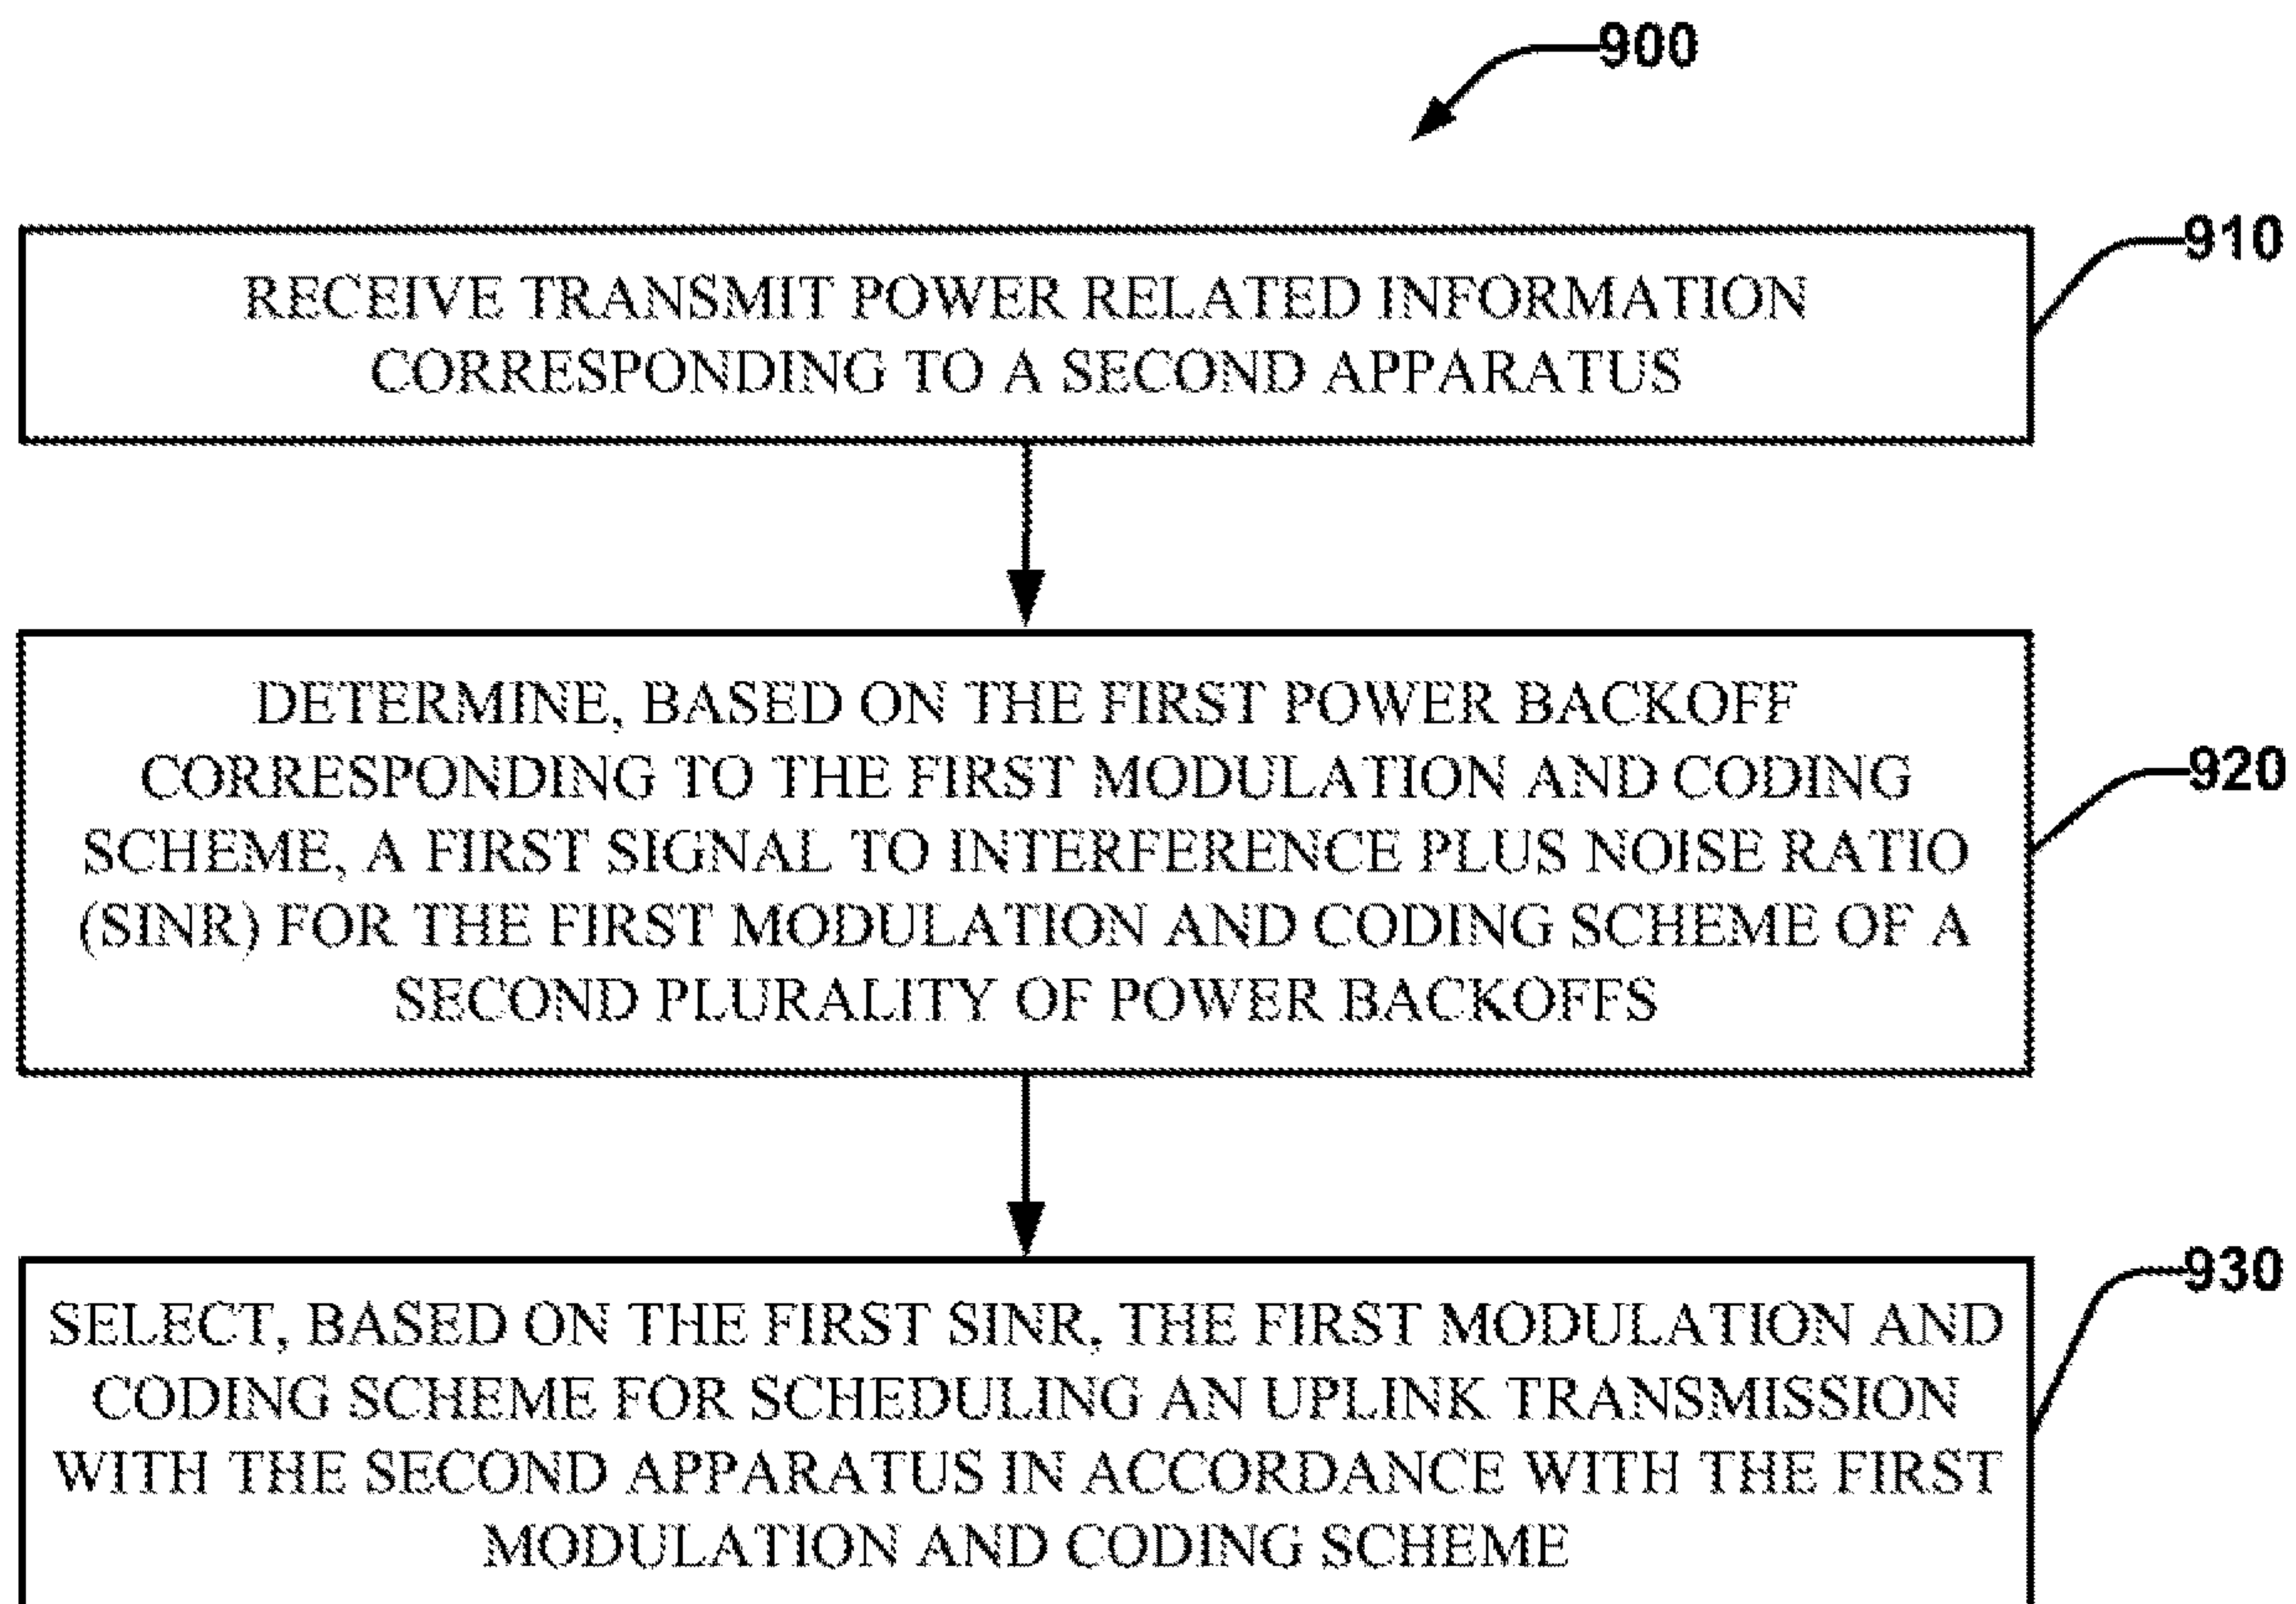 900
910
RECEIVE TRANSMIT POWER RELATED INFORMATION
CORRESPONDING TO A SECOND APPARATUS
DETERMINE, BASED ON THE FIRST POWER BACKOFF
CORRESPONDING TO THE FIRST MODULATION AND CODING
920
SCHEME, A FIRST SIGNAL TO INTERFERENCE PLUS NOISE RATIO
(SINR) FOR THE FIRST MODULATION AND CODING SCHEME OF A
SECOND PLURALITY OF POWER BACKOFFS
930
SELECT, BASED ON THE FIRST SINR, THE FIRST MODULATION AND
CODING SCHEME FOR SCHEDULING AN UPLINK TRANSMISSION
WITH THE SECOND APPARATUS IN ACCORDANCE WITH THE FIRST
MODULATION AND CODING SCHEME